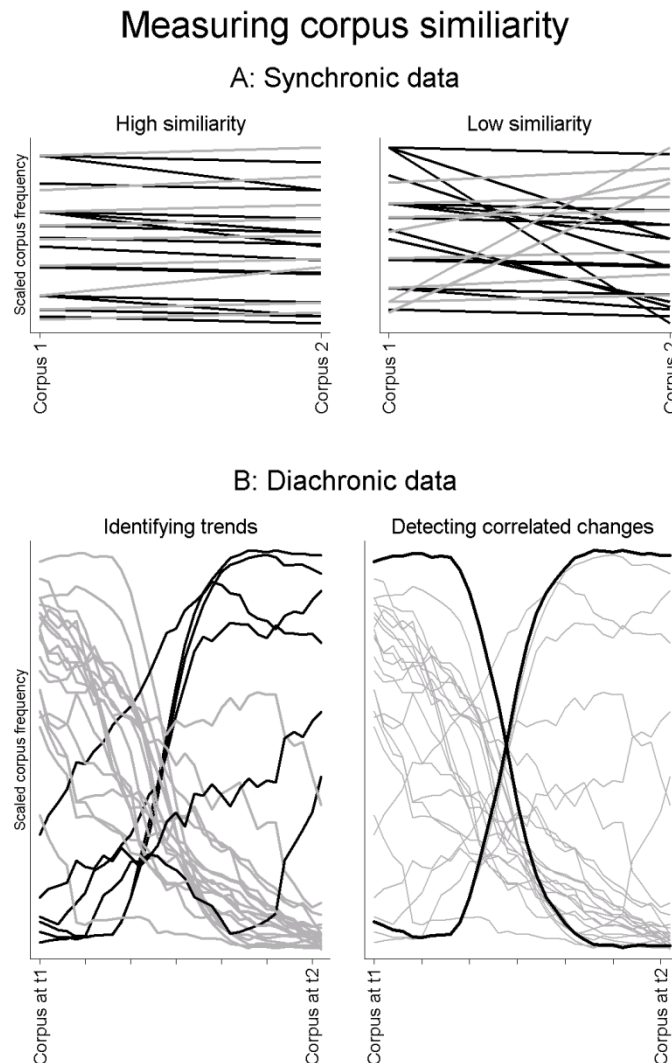 Measuring corpus similiarity
A: Synchronic data
High similiarity
Low similiarity
Scaled corpus frequency
Corpus 1
Corpus 2
Corpus 1
Corpus 2
B: Diachronic data
Identifying trends
Detecting correlated changes
Scaled corpus frequency
Corpus at t1
Corpus at t2
Corpus at t1
Corpus at t2